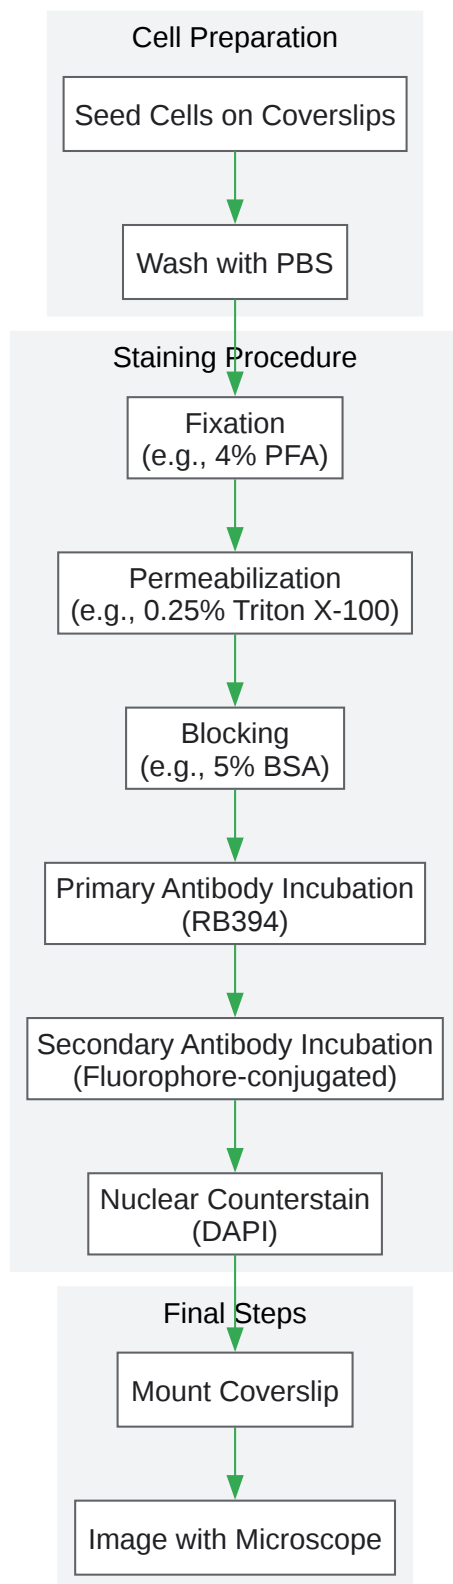 Cell Preparation
Seed Cells on Coverslips
Wash with PBS
Staining Procedure
Fixation
(e.g., 4% PFA)
Permeabilization
(e.g., 0.25% Triton X-100)
Blocking
(e.g., 5% BSA)
Primary Antibody Incubation
(RB394)
Secondary Antibody Incubation
(Fluorophore-conjugated)
Nuclear Counterstain
(DAPI)
Final Steps
Mount Coverslip
Image with Microscope